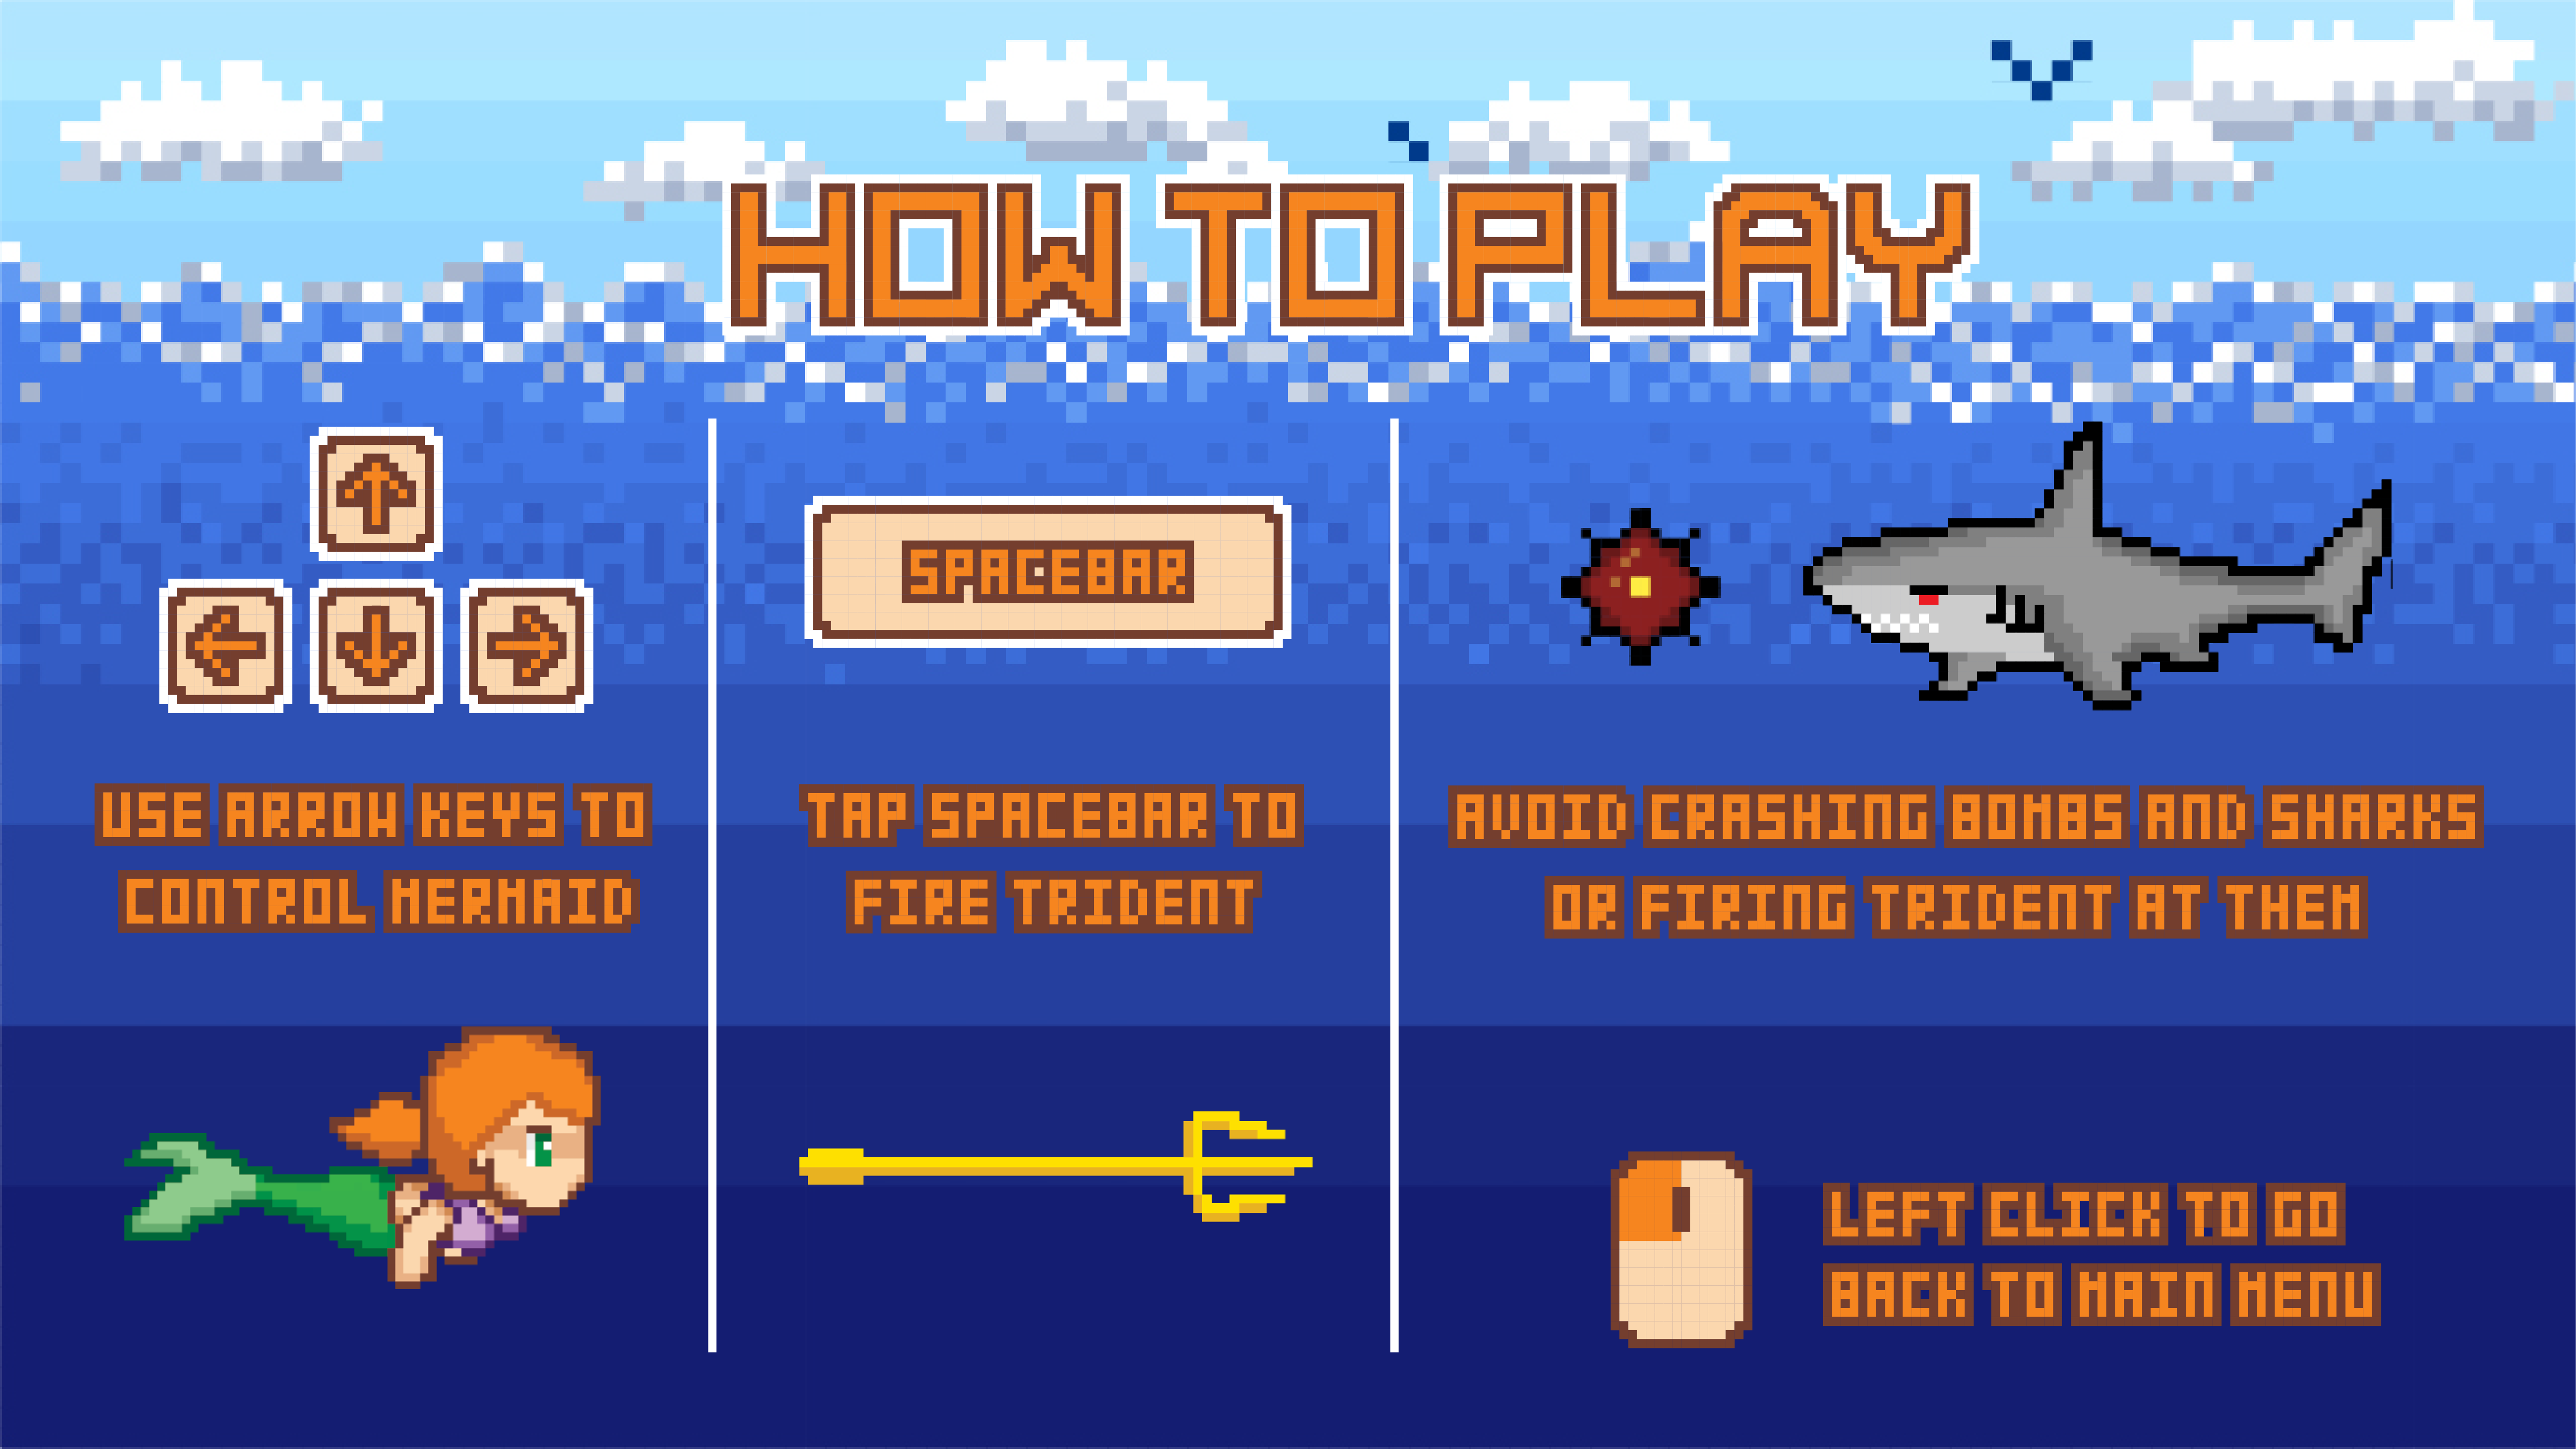 HOW TO PLAY
USE ARROW KEYS TO
CONTROL MERMAID
SPACEBAR
TAP SPACEBAR TO
FIRE TRIDENT
AVOID CRASHING BOMBS AND SHARKS
OR FIRING TRIDENT AT THEM
LEFT CLICK TO GO
BACK TO MAIN MENU